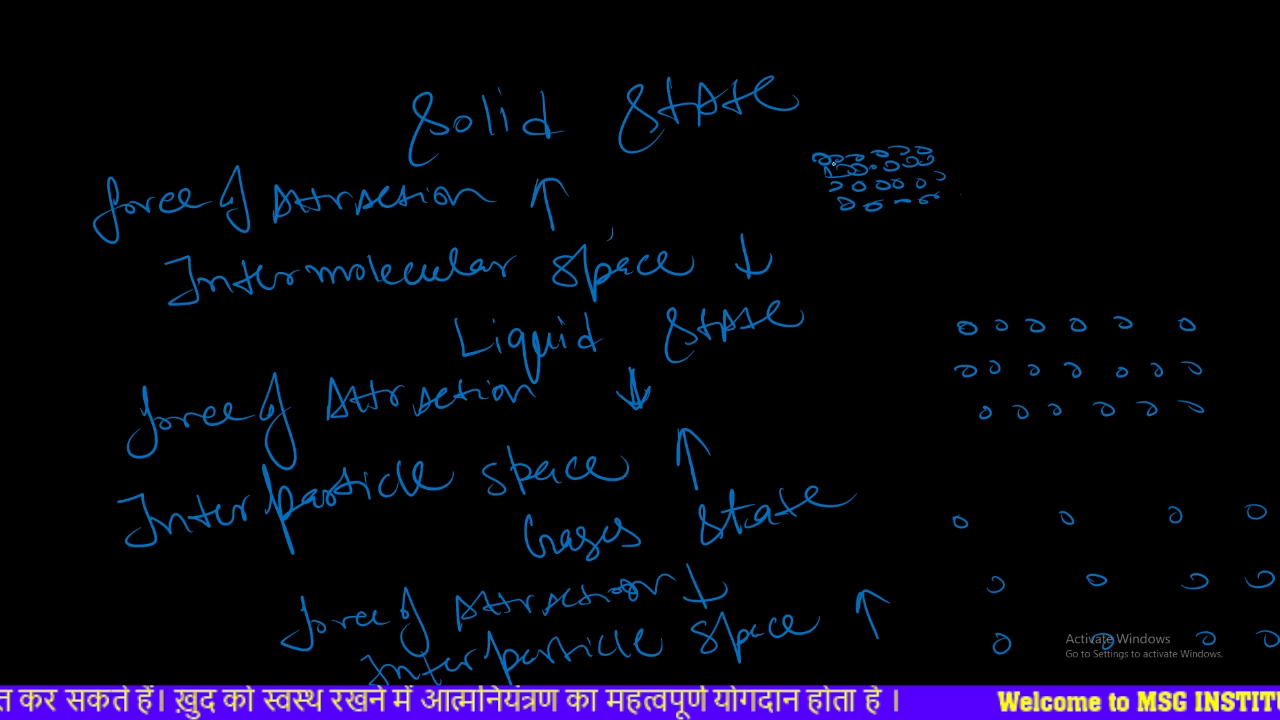 Solid State
force of Attraction ↑
Intermolecular space ↓
Liquid State
force of Attraction ↓
Interparticle space ↑
Gases State
force of Attraction ↓
Interparticle space ↑
Activate Windows
Go to Settings to activate Windows.
त कर सकते हैं। ख़ुद को स्वस्थ रखने में आत्मनियंत्रण का महत्वपूर्ण योगदान होता है । Welcome to MSG INSTIT